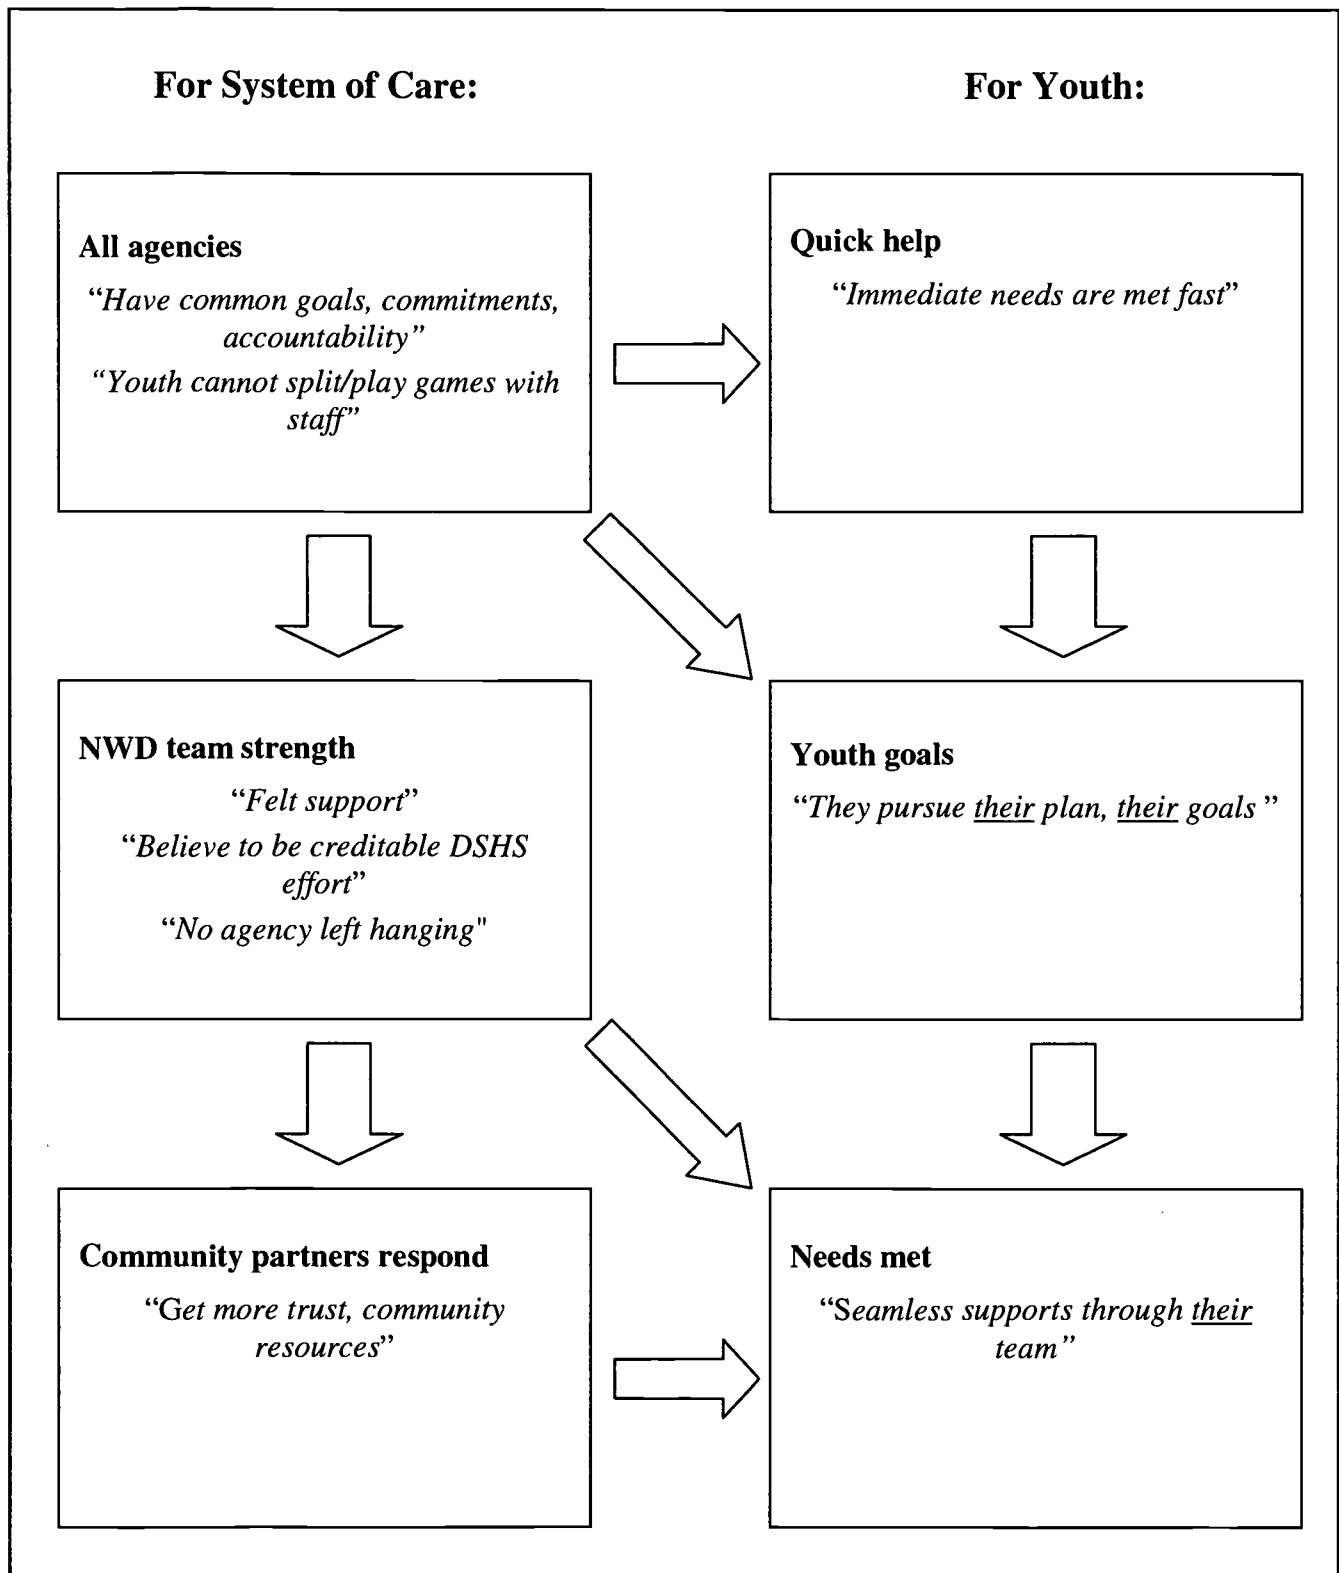 For System of Care:
For Youth:
All agencies
“Have common goals, commitments,
accountability”
“Youth cannot split/play games with
staff”
Quick help
“Immediate needs are met fast”
NWD team strength
“Felt support”
“Believe to be creditable DSHS
effort”
“No agency left hanging"
Youth goals
“They pursue their plan, their goals ”
Community partners respond
“Get more trust, community
resources”
Needs met
“Seamless supports through their
team”